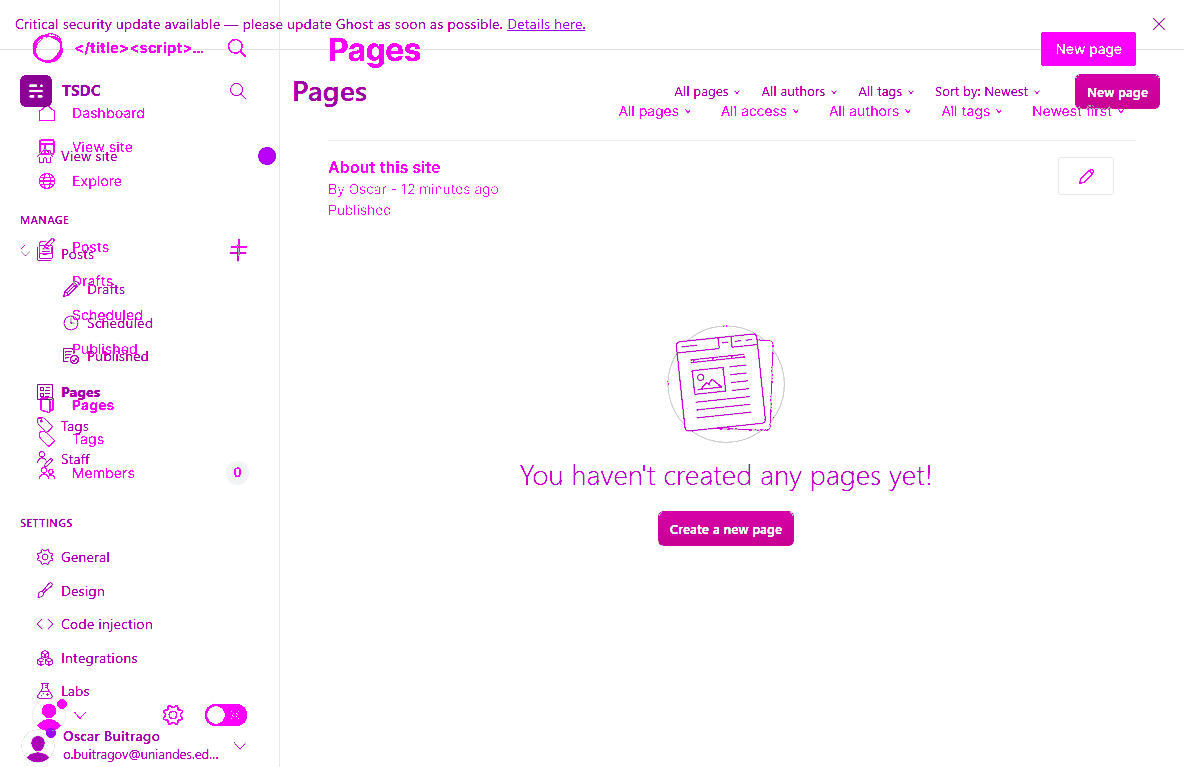 Critical security update available — please update Ghost as soon as possible. Details here.
</title><script>...
Pages
New page
TSDC
Pages
All pages
All authors
All tags
Sort by: Newest
New page
All pages
All access
All authors
All tags
Newest first
Dashboard
View site
View site
Explore
About this site
By Oscar - 12 minutes ago
Published
MANAGE
Posts
Posts
Drafts
Drafts
Scheduled
Scheduled
Published
Published
Pages
Pages
Tags
Tags
Staff
Members
0
You haven't created any pages yet!
Create a new page
SETTINGS
General
Design
Code injection
Integrations
Labs
Oscar Buitrago
o.buitragov@uniandes.ed...